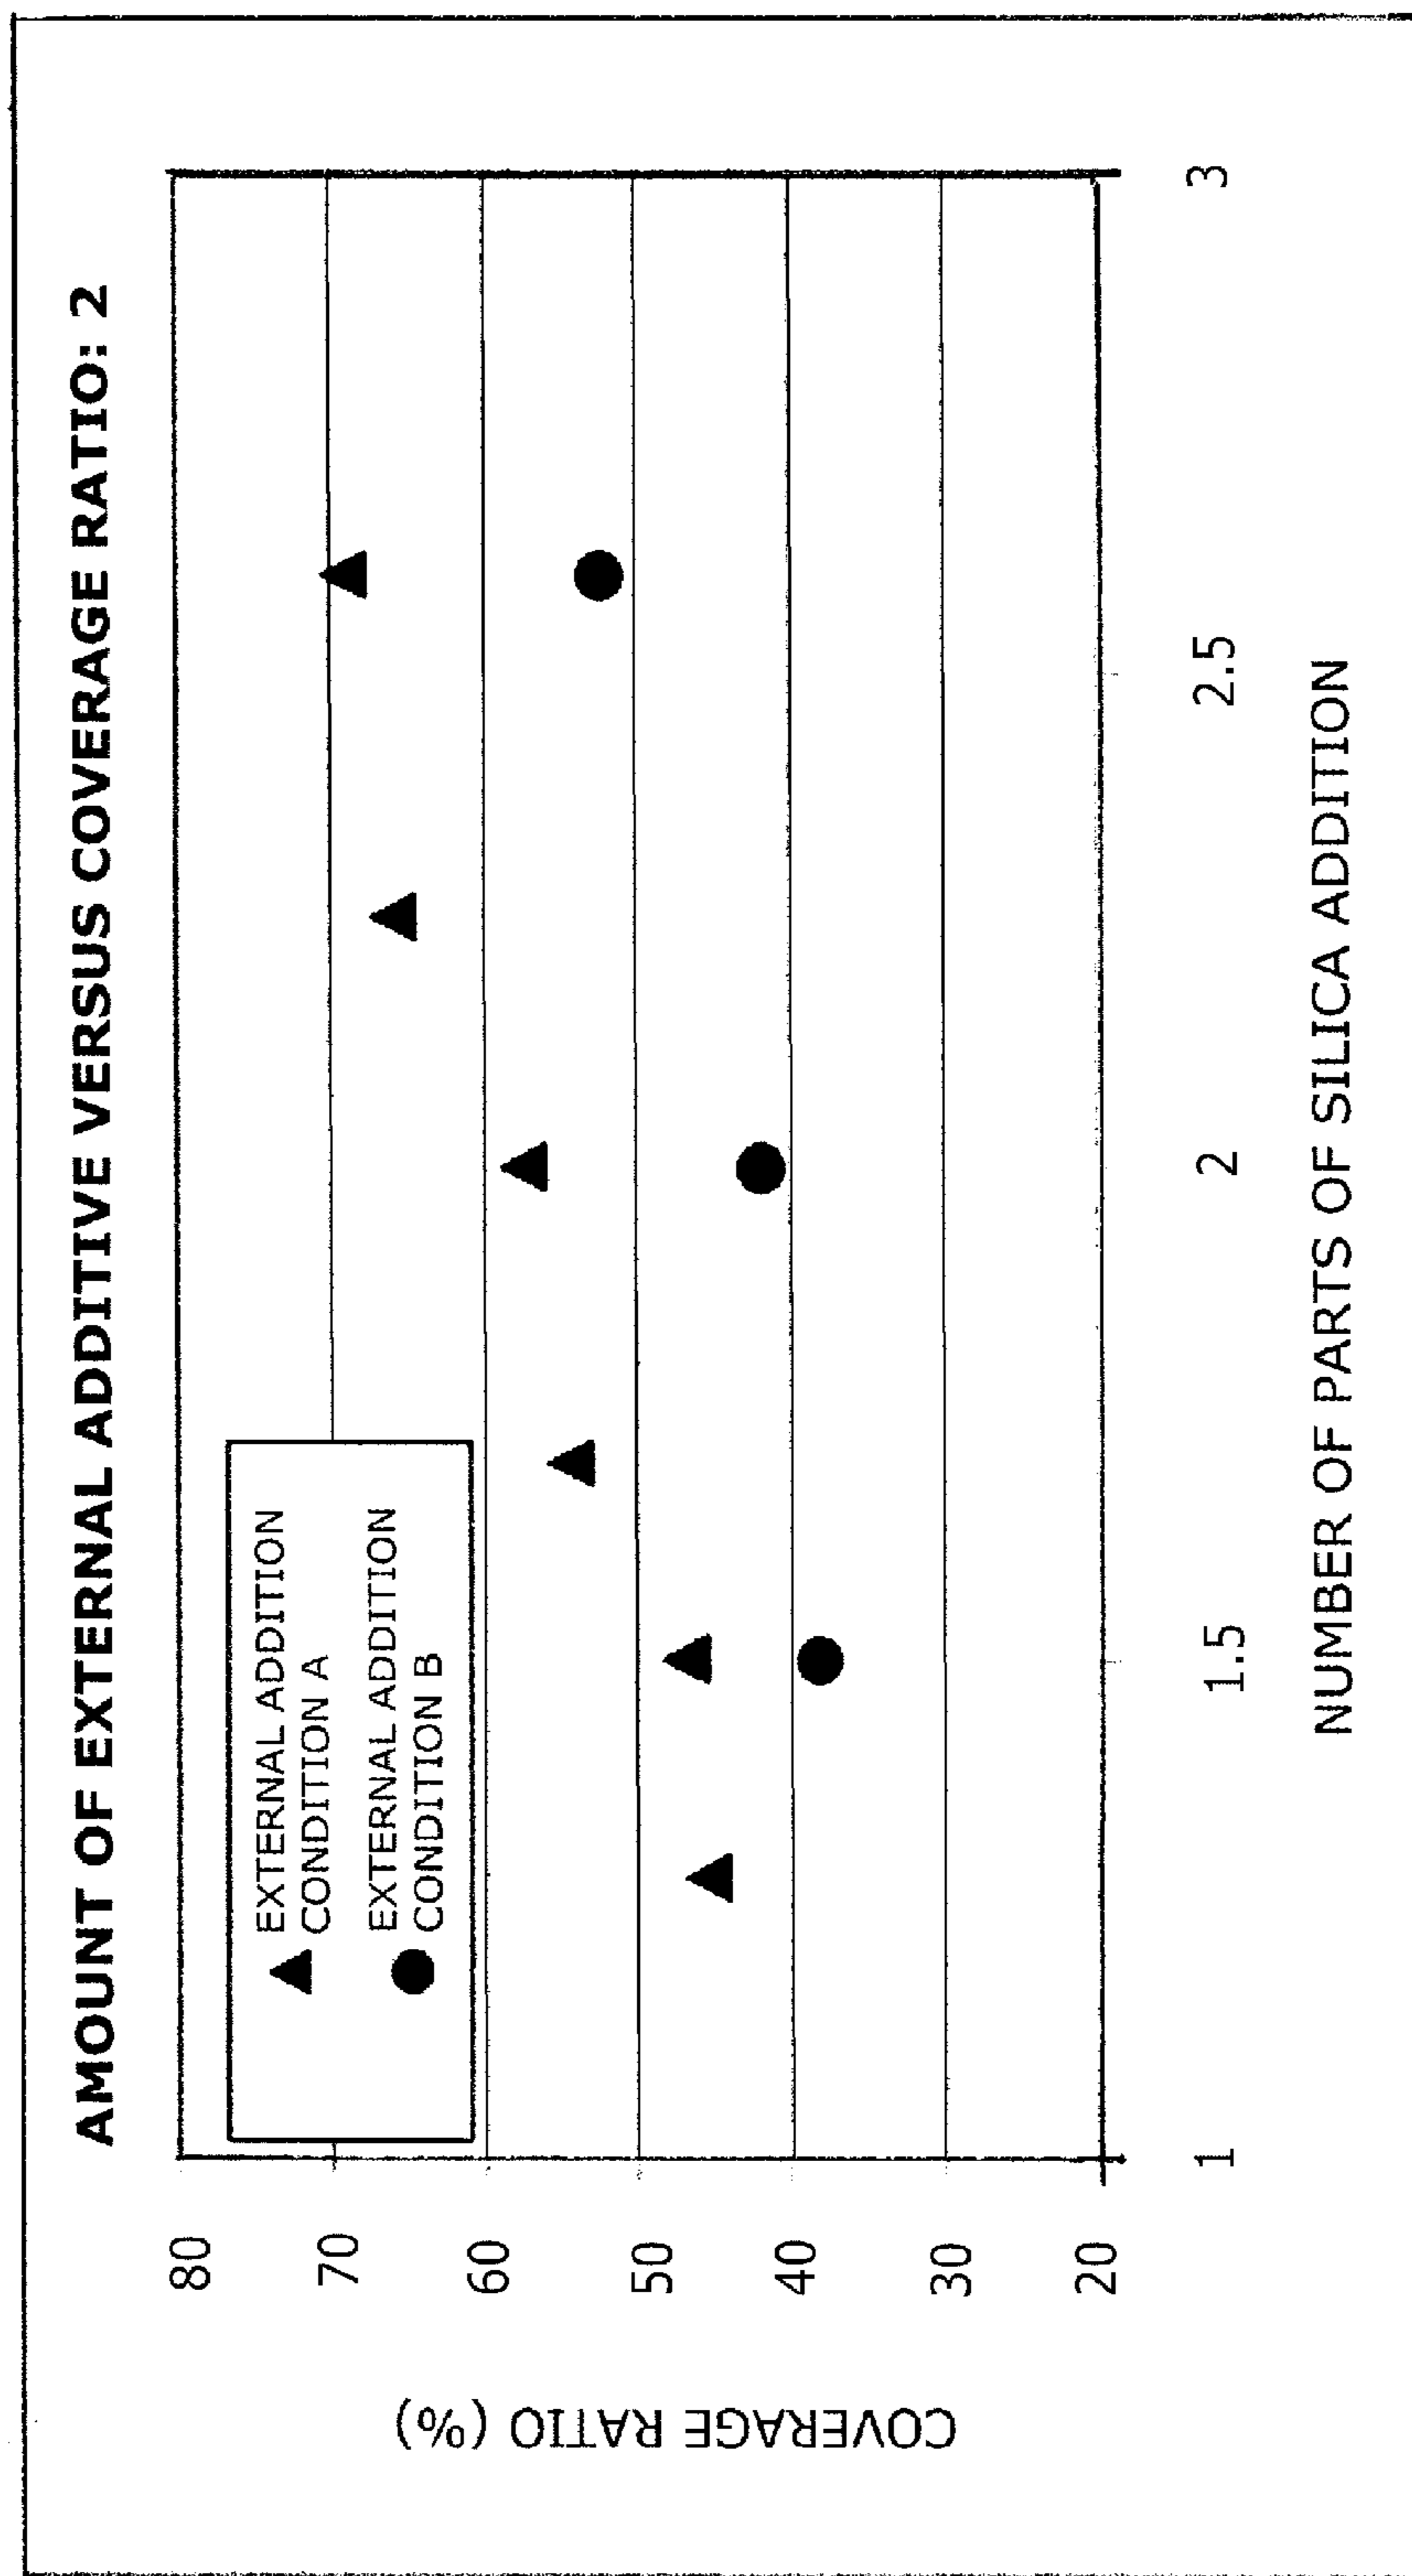 AMOUNT OF EXTERNAL ADDITIVE VERSUS COVERAGE RATIO: 2
EXTERNAL ADDITION
CONDITION A
EXTERNAL ADDITION
CONDITION B
COVERAGE RATIO (%)
80
70
60
50
40
30
20
1
1.5
2
2.5
3
NUMBER OF PARTS OF SILICA ADDITION